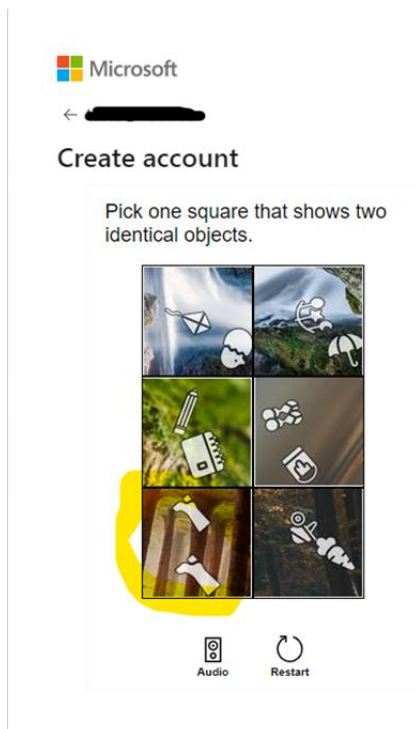 Microsoft
Create account
Pick one square that shows two
identical objects.
Audio
Restart